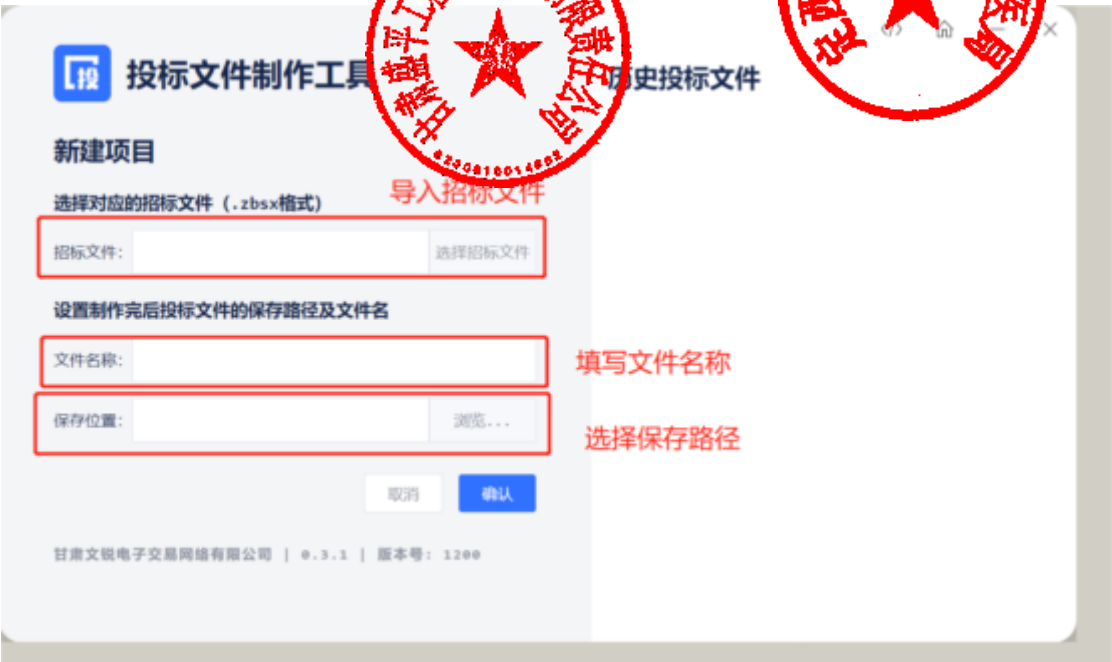 投
投标文件制作工具
历史投标文件
新建项目
导入招标文件
选择对应的招标文件（.zbsx格式）
招标文件：
选择招标文件
设置制作完后投标文件的保存路径及文件名
文件名称：
填写文件名称
保存位置：
浏览...
选择保存路径
取消
确认
甘肃文锐电子交易网络有限公司 | 0.3.1 | 版本号: 1200